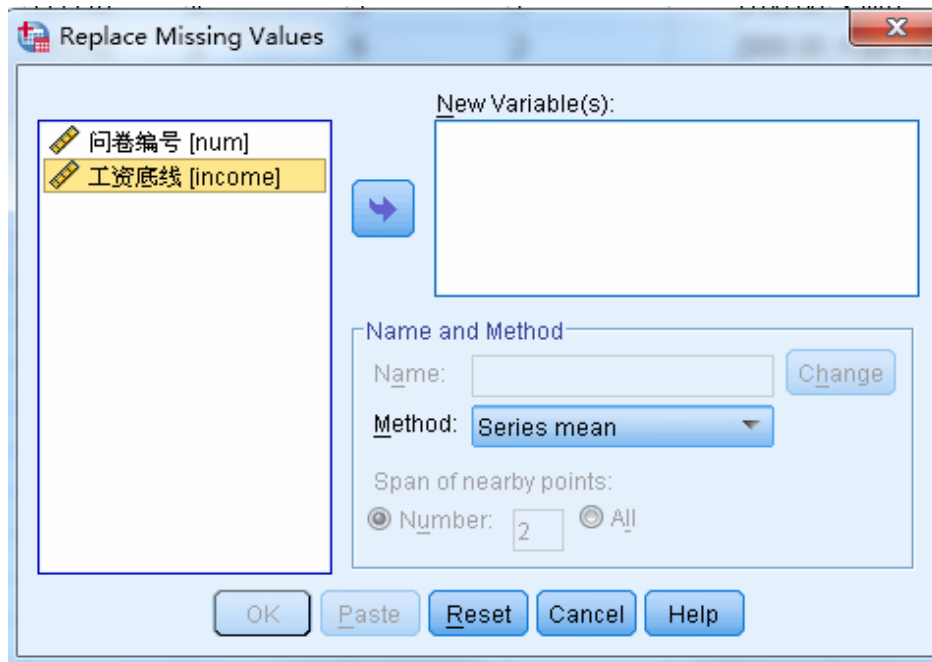 Replace Missing Values
New Variable(s):
问卷编号 [num]
工资底线 [income]
Name and Method
Name:
Change
Method: Series mean
Span of nearby points:
Number: 2 All
OK Paste Reset Cancel Help